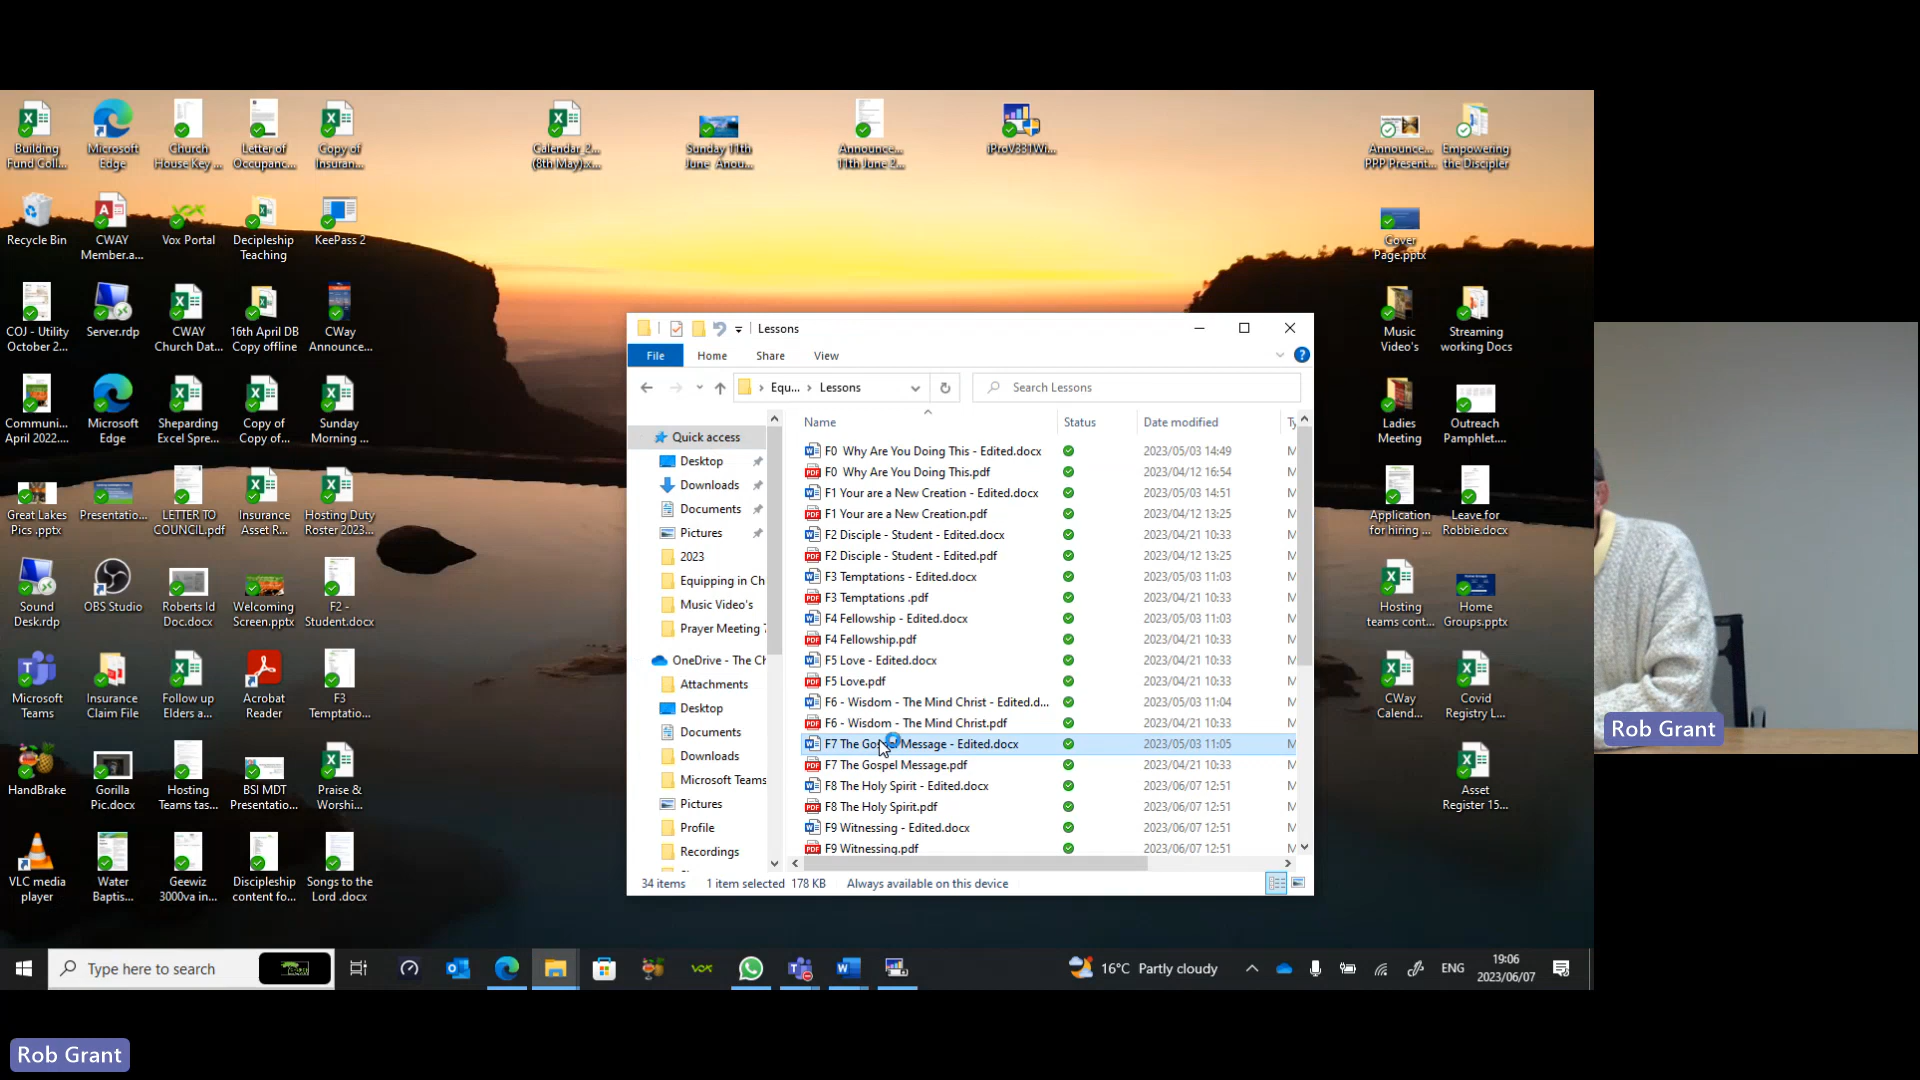 Building
Fund Coll...
Microsoft
Edge
Church
House Key ...
Letter of
Occupanc...
Copy of
Insuran...
Calendar_2...
(8th May)x...
Sunday 11th
June Anou...
Announce...
11th June 2...
iProV331Wi...
Announce...
PPP Present...
Empowering
the Discipler
Recycle Bin
CWAY
Member.a...
Vox Portal
Decipleship
Teaching
KeePass 2
Cover
Page.pptx
COJ - Utility
October 2...
Server.rdp
CWAY
Church Dat...
16th April DB
Copy offline
CWay
Announce...
Music
Video's
Streaming
working Docs
Communi...
April 2022....
Microsoft
Edge
Sheparding
Excel Spre...
Copy of
Copy of...
Sunday
Morning ...
Ladies
Meeting
Outreach
Pamphlet....
Great Lakes
Pics .pptx
Presentatio...
LETTER TO
COUNCIL.pdf
Insurance
Asset R...
Hosting Duty
Roster 2023...
Application
for hiring ...
Leave for
Robbie.docx
Sound
Desk.rdp
OBS Studio
Roberts Id
Doc.docx
Welcoming
Screen.pptx
F2 -
Student.docx
Hosting
teams cont...
Home
Groups.pptx
Microsoft
Teams
Insurance
Claim File
Follow up
Elders a...
Acrobat
Reader
F3
Temptatio...
CWay
Calend...
Covid
Registry L...
HandBrake
Gorilla
Pic.docx
Hosting
Teams tas...
BSI MDT
Presentatio...
Praise &
Worshi...
Asset
Register 15...
VLC media
player
Water
Baptis...
Geewiz
3000va in...
Discipleship
content fo...
Songs to the
Lord .docx
Lessons
File Home Share View
Equ... › Lessons
Search Lessons
Quick access
Desktop
Downloads
Documents
Pictures
2023
Equipping in Ch
Music Video's
Prayer Meeting 7
OneDrive - The Ch
Attachments
Desktop
Documents
Downloads
Microsoft Teams
Pictures
Profile
Recordings
Name Status Date modified Ty
F0 Why Are You Doing This - Edited.docx 2023/05/03 14:49 M
F0 Why Are You Doing This.pdf 2023/04/12 16:54 M
F1 Your are a New Creation - Edited.docx 2023/05/03 14:51 M
F1 Your are a New Creation.pdf 2023/04/12 13:25 M
F2 Disciple - Student - Edited.docx 2023/04/21 10:33 M
F2 Disciple - Student - Edited.pdf 2023/04/12 13:25 M
F3 Temptations - Edited.docx 2023/05/03 11:03 M
F3 Temptations .pdf 2023/04/21 10:33 M
F4 Fellowship - Edited.docx 2023/05/03 11:03 M
F4 Fellowship.pdf 2023/04/21 10:33 M
F5 Love - Edited.docx 2023/04/21 10:33 M
F5 Love.pdf 2023/04/21 10:33 M
F6 - Wisdom - The Mind Christ - Edited.d... 2023/05/03 11:04 M
F6 - Wisdom - The Mind Christ.pdf 2023/04/21 10:33 M
F7 The Gospel Message - Edited.docx 2023/05/03 11:05 M
F7 The Gospel Message.pdf 2023/04/21 10:33 M
F8 The Holy Spirit - Edited.docx 2023/06/07 12:51 M
F8 The Holy Spirit.pdf 2023/06/07 12:51 M
F9 Witnessing - Edited.docx 2023/06/07 12:51 M
F9 Witnessing.pdf 2023/06/07 12:51 M
34 items 1 item selected 178 KB Always available on this device
Type here to search
16°C Partly cloudy
ENG
19:06
2023/06/07
Rob Grant
Rob Grant